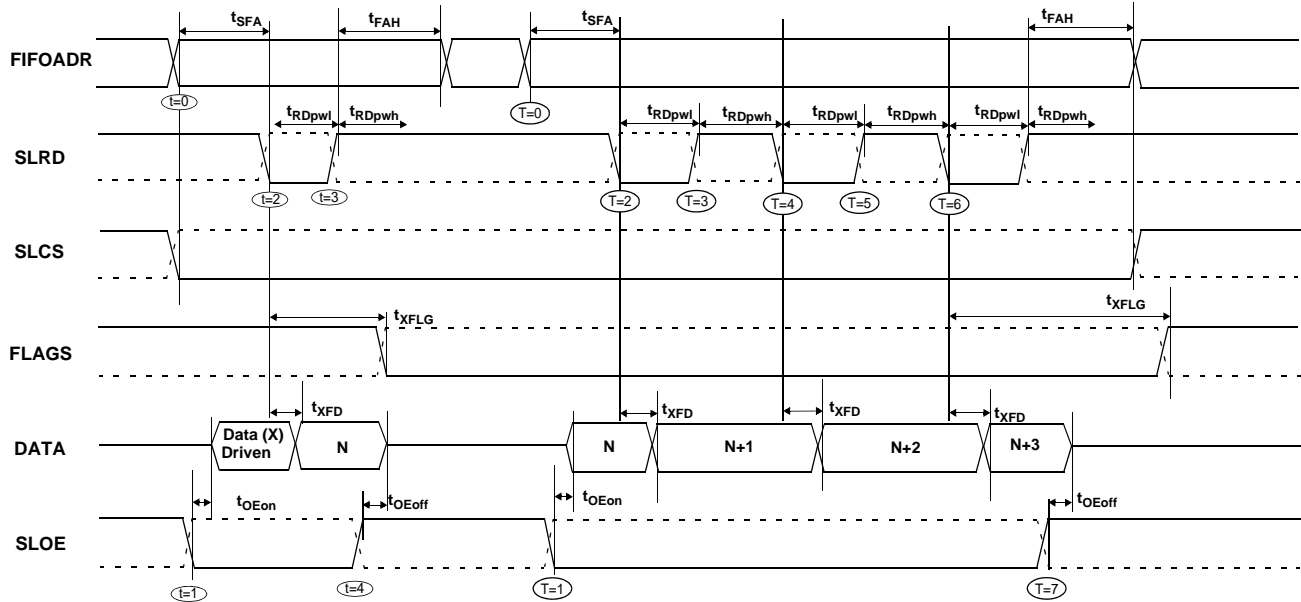 tSFA tFAH tSFA tFAH
FIFOADR
t=0 T=0
tRDpwl tRDpwh tRDpwl tRDpwh tRDpwl tRDpwh tRDpwl tRDpwh
SLRD
t=2 t=3 T=2 T=3 T=4 T=5 T=6
SLCS
tXFLG tXFLG
FLAGS
tXFD tXFD tXFD tXFD
DATA
Data (X)
Driven
N N N+1 N+2 N+3
tOEon tOEoff tOEon tOEoff
SLOE
t=1 t=4 T=1 T=7